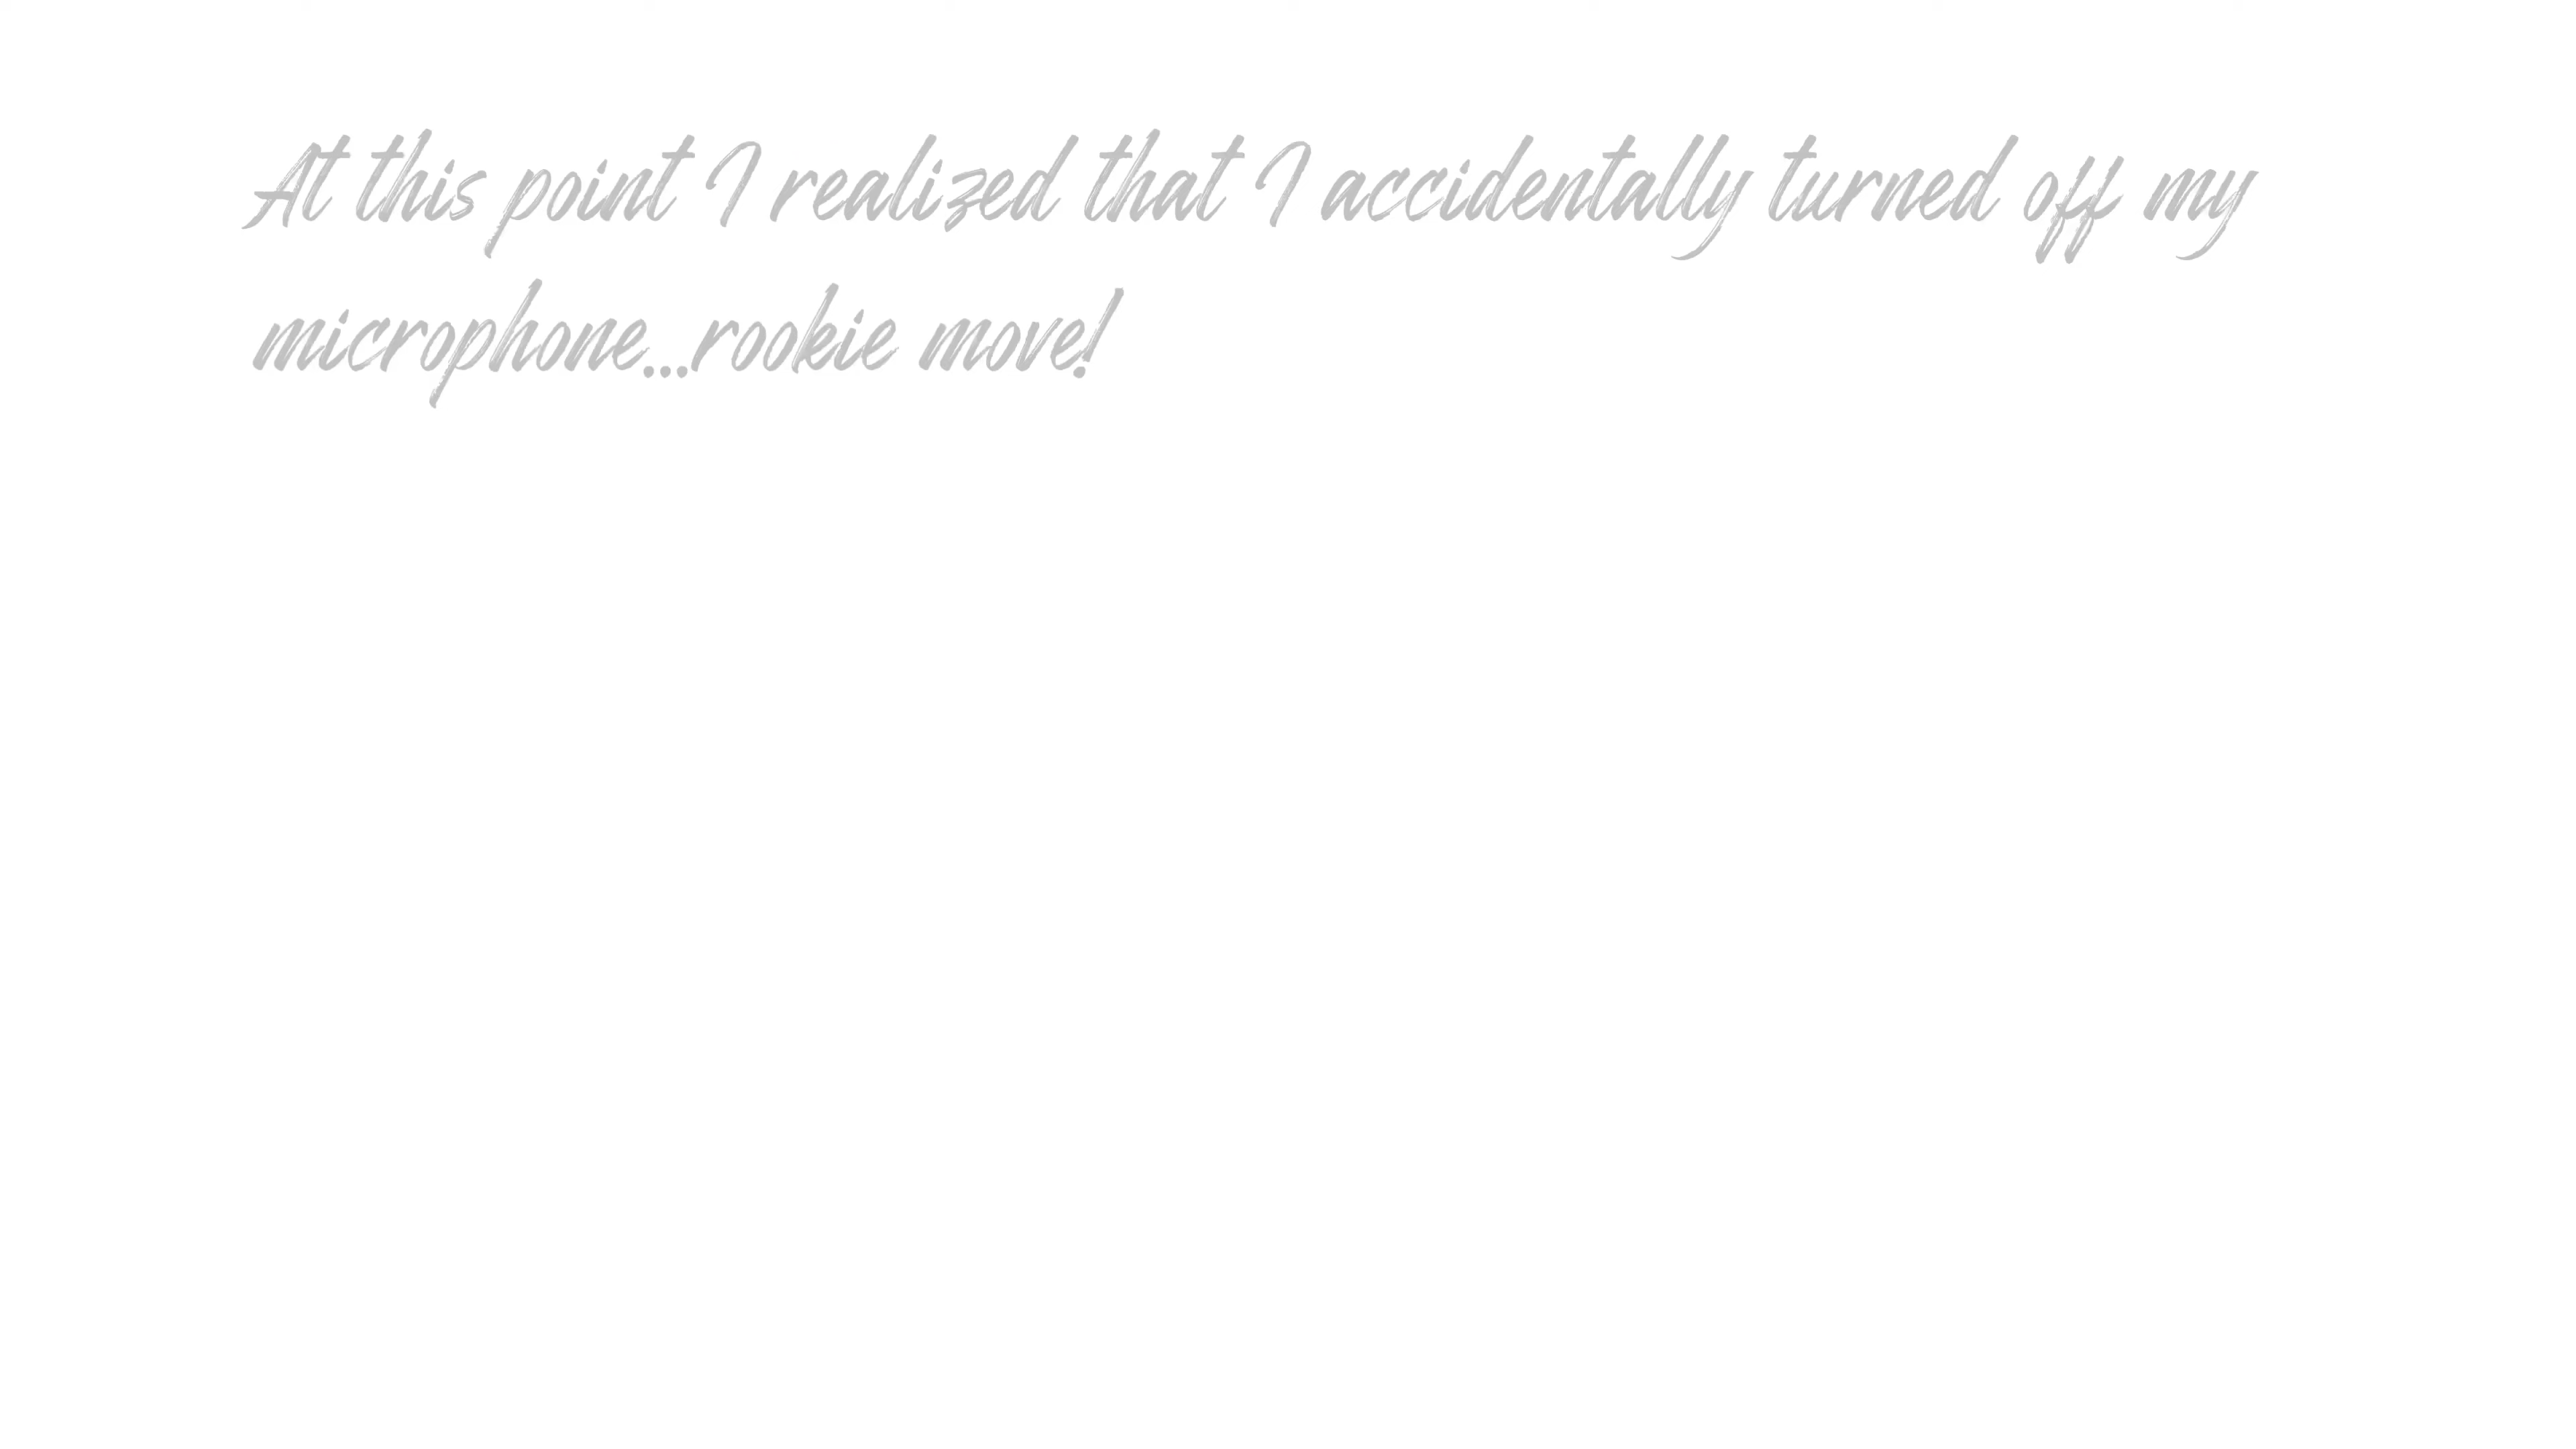 At this point I realized that I accidentally turned off my
microphone...rookie move!